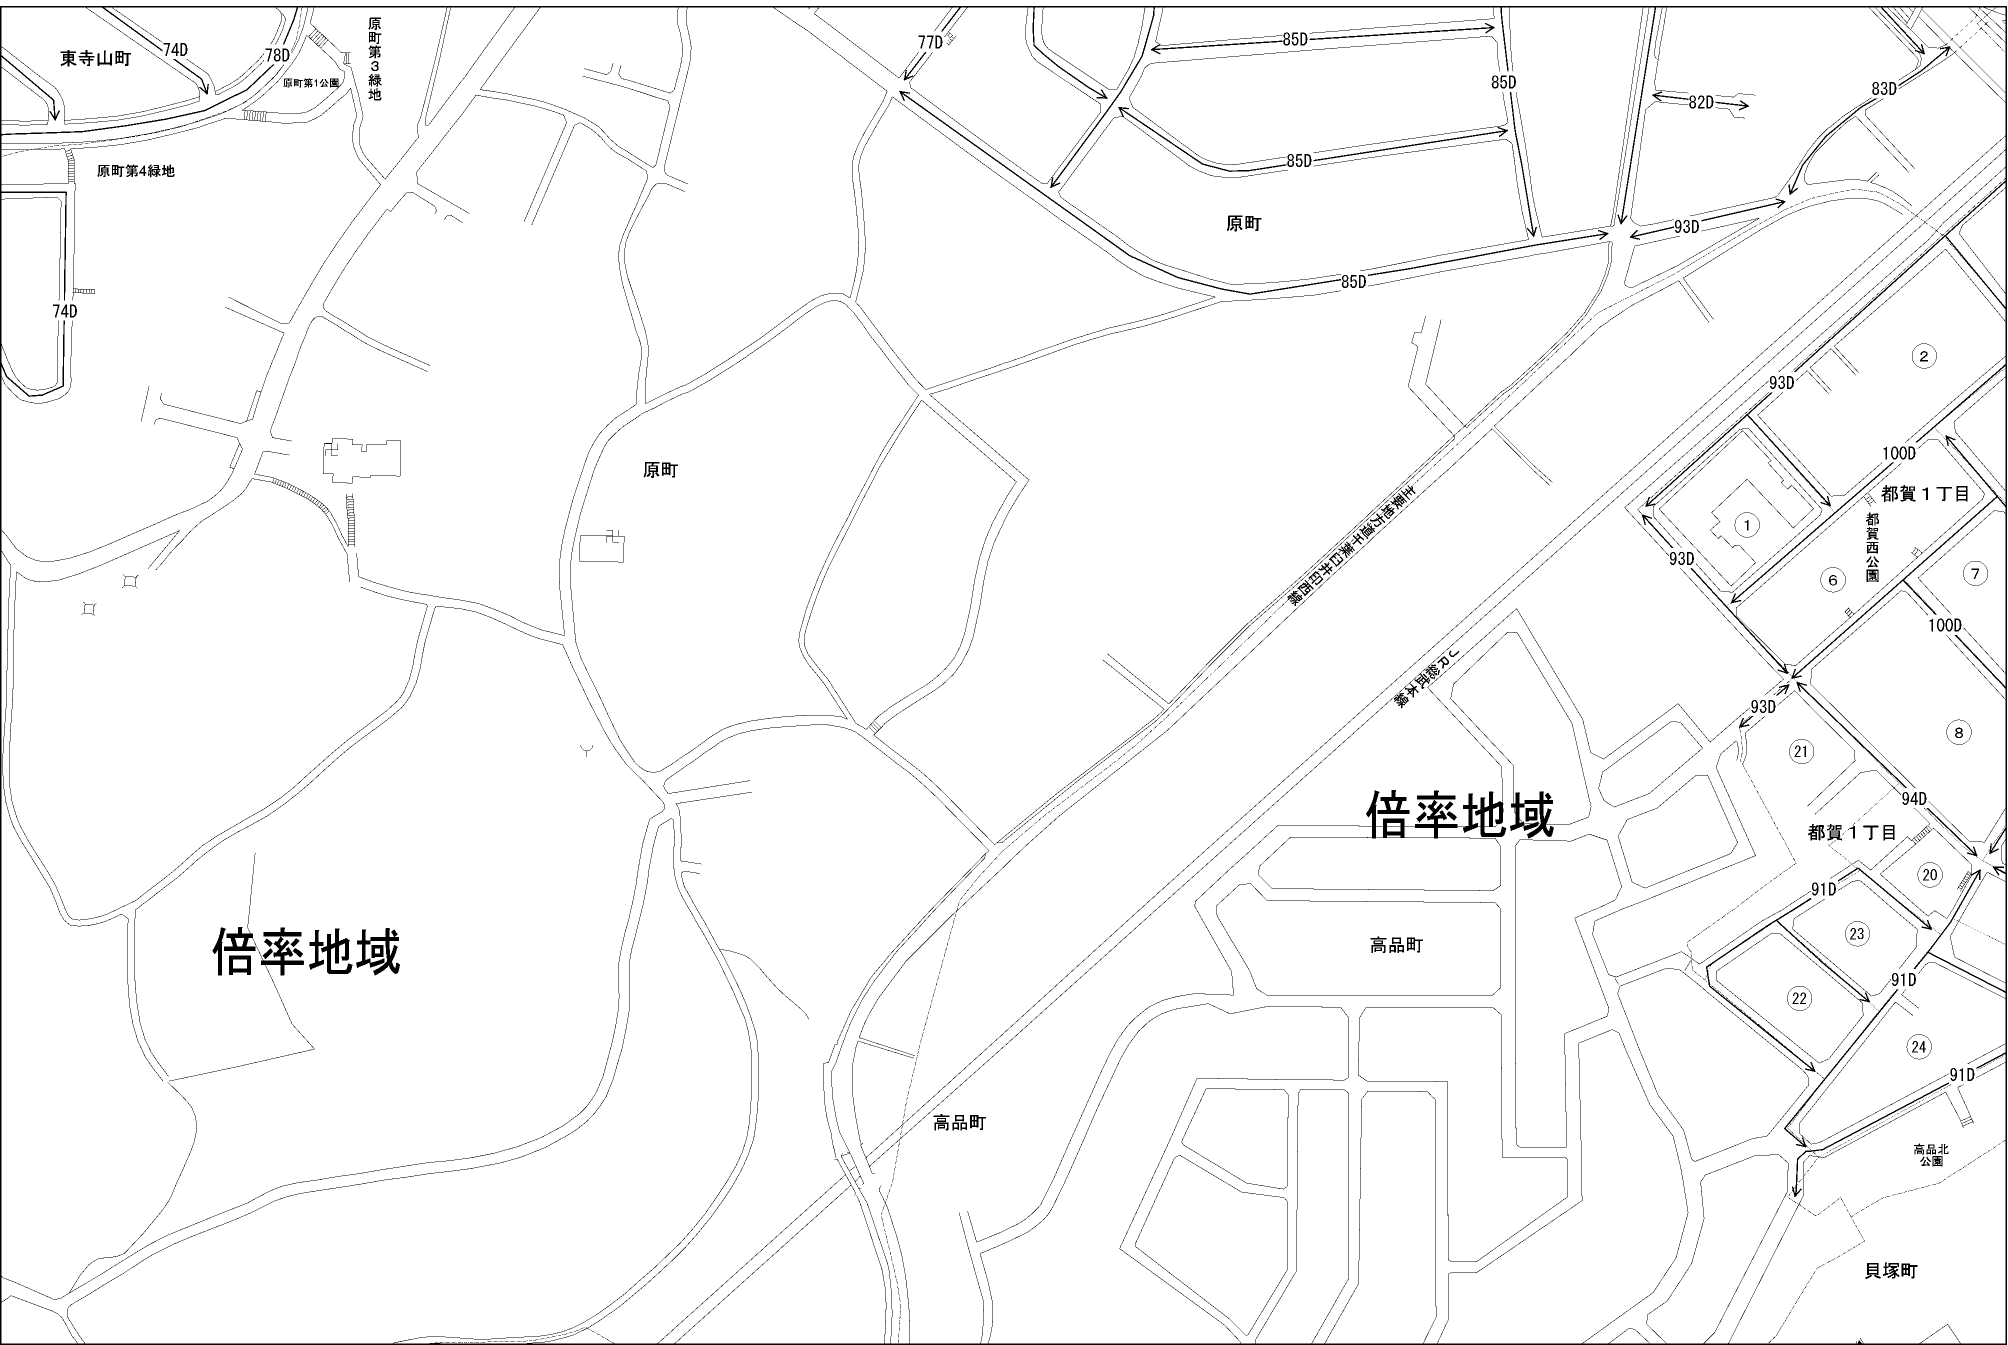 東寺山町
74D
78D
原町第3緑地
原町第1公園
77D
85D
85D
82D
83D
原町第4緑地
85D
原町
93D
85D
74D
93D
②
100D
都賀1丁目
原町
主要地方道千葉臼井印西線
①
都賀西公園
93D
⑥
⑦
100D
JR総武本線
93D
⑧
21
94D
倍率地域
都賀1丁目
20
91D
23
倍率地域
高品町
91D
22
24
91D
高品町
高品北
公園
貝塚町